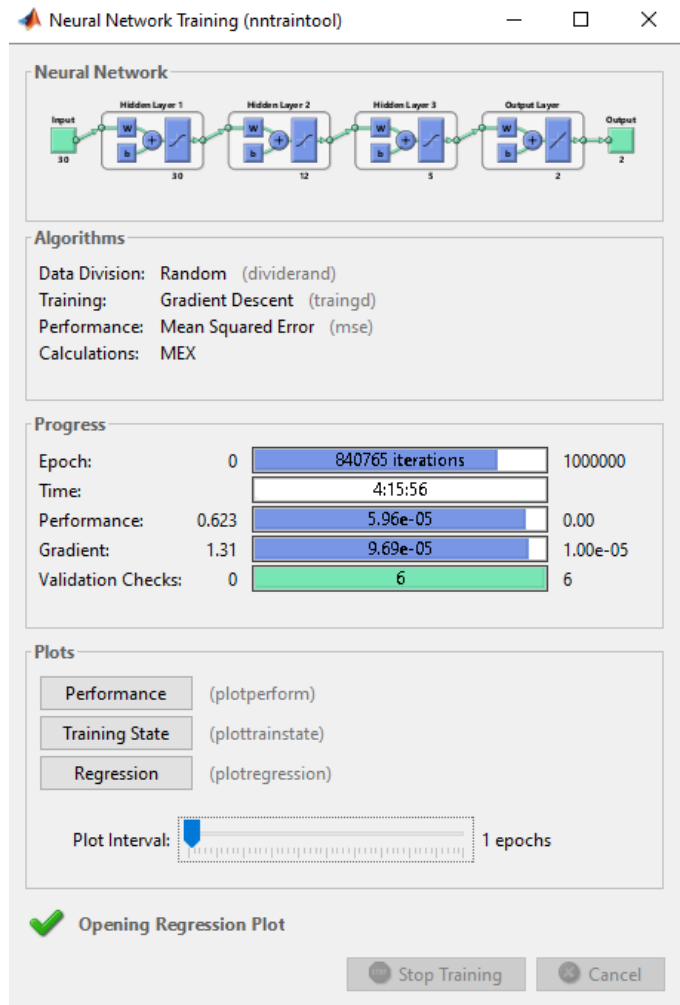 Neural Network Training (nntraintool)
Neural Network
Hidden Layer 1 Hidden Layer 2 Hidden Layer 3 Output Layer
Input Output
W W W W
b b b b
+ + + +
30 30 12 5 2 2
Algorithms
Data Division: Random (dividerand)
Training: Gradient Descent (traingd)
Performance: Mean Squared Error (mse)
Calculations: MEX
Progress
Epoch: 0 840765 iterations 1000000
Time: 4:15:56
Performance: 0.623 5.96e-05 0.00
Gradient: 1.31 9.69e-05 1.00e-05
Validation Checks: 0 6 6
Plots
Performance (plotperform)
Training State (plottrainstate)
Regression (plotregression)
Plot Interval: 1 epochs
Opening Regression Plot
Stop Training Cancel